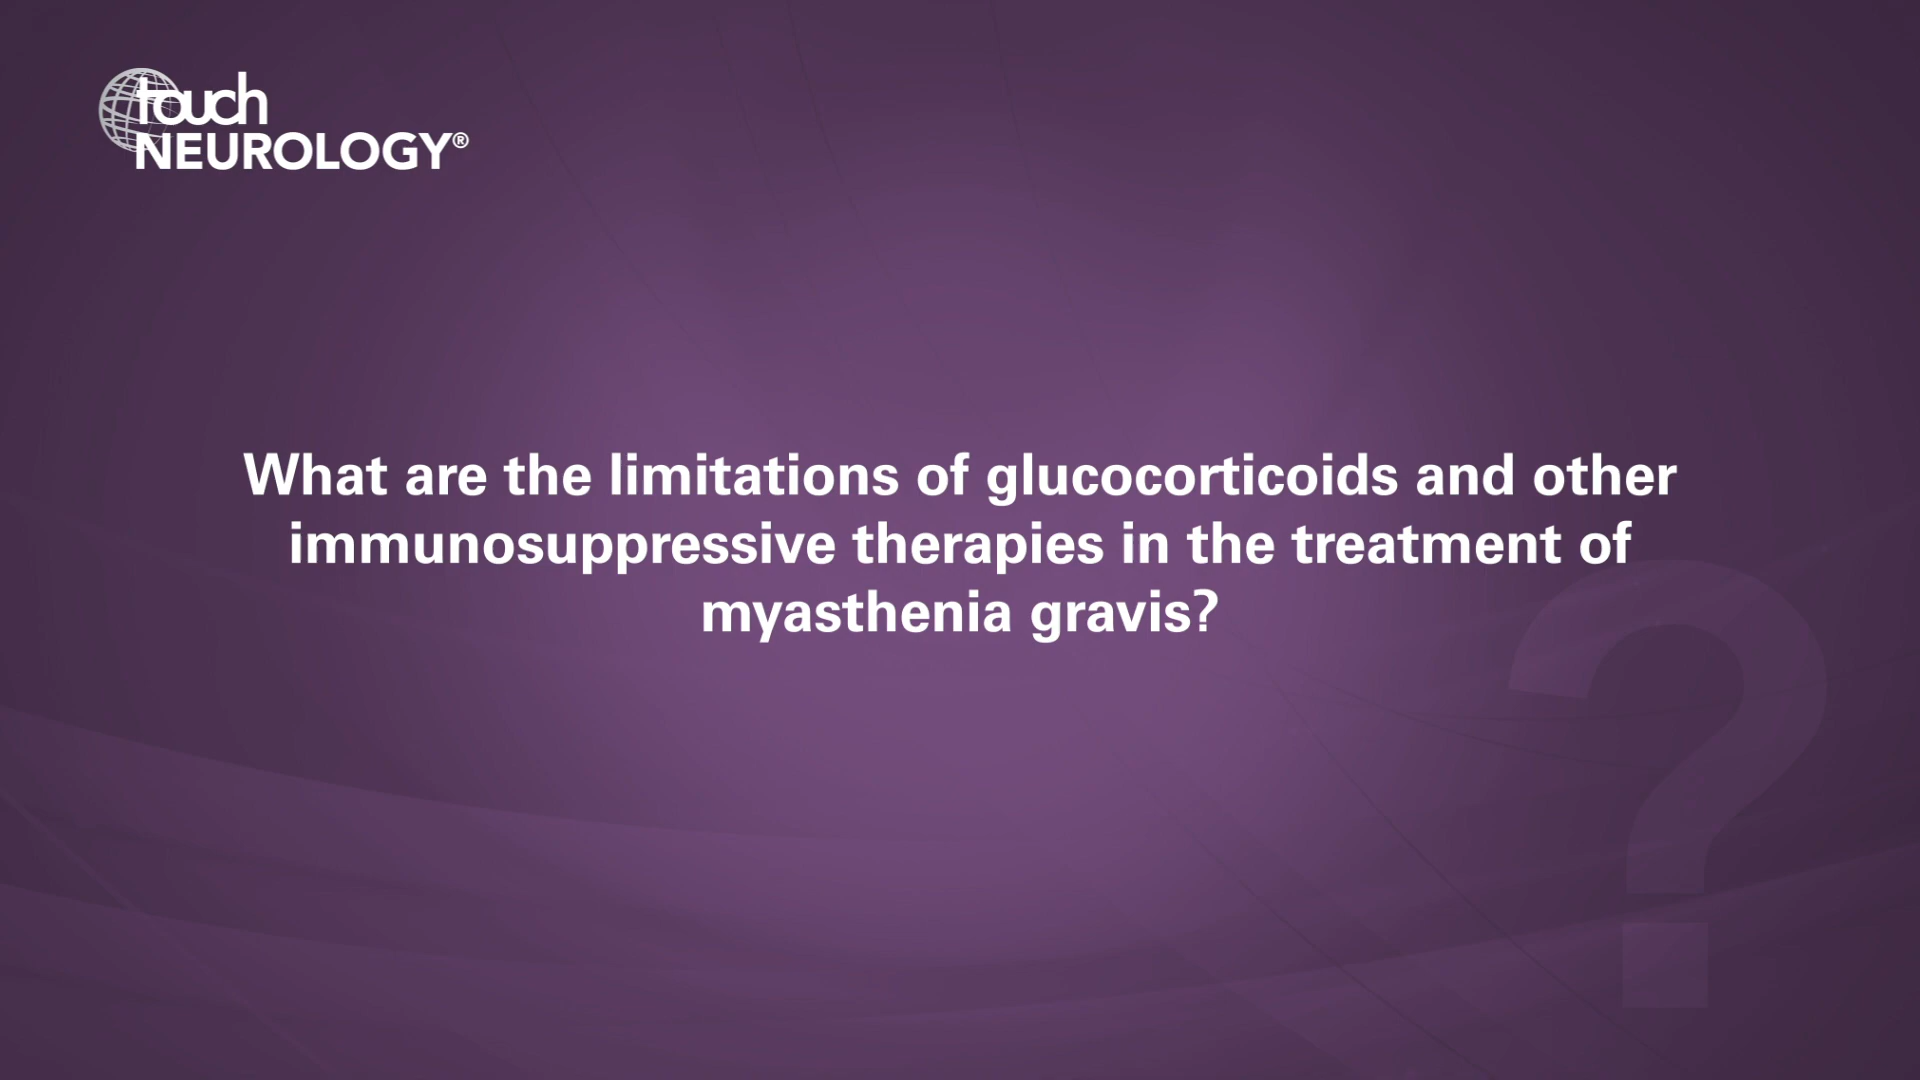 touch
NEUROLOGY®
What are the limitations of glucocorticoids and other
immunosuppressive therapies in the treatment of
myasthenia gravis?
?